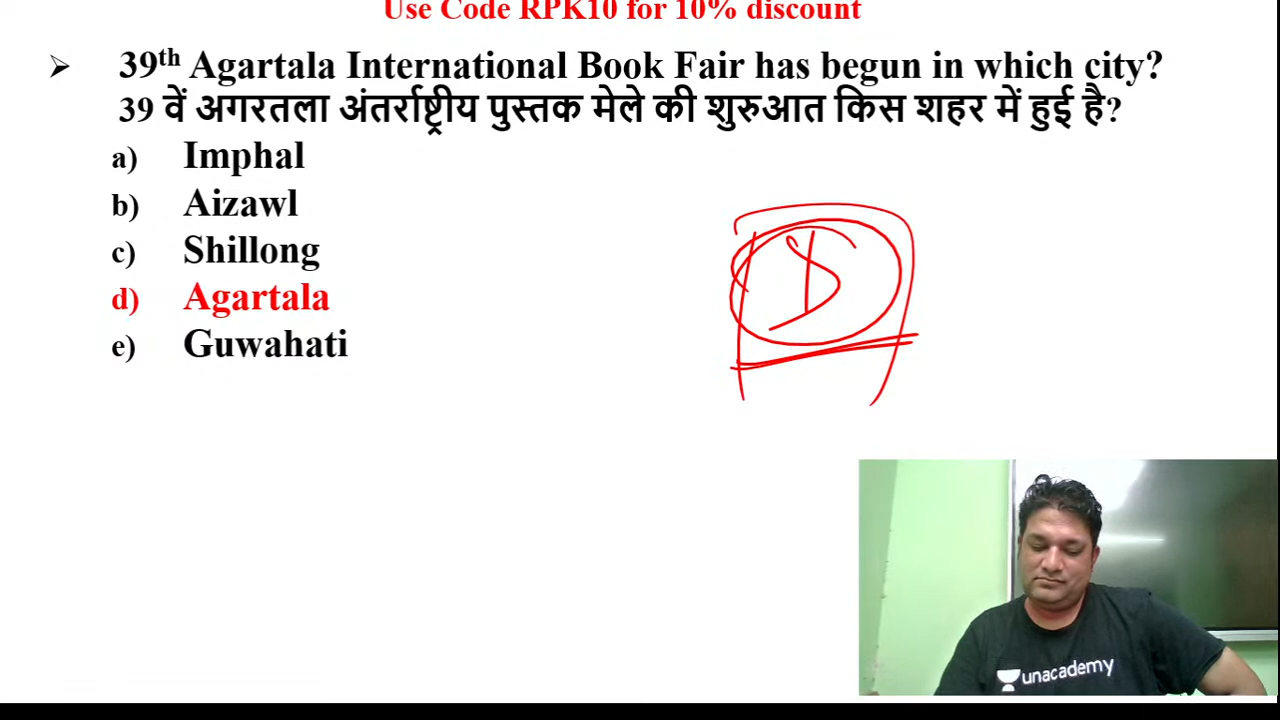 Use Code RPK10 for 10% discount
➢ 39th Agartala International Book Fair has begun in which city?
39 वें अगरतला अंतर्राष्ट्रीय पुस्तक मेले की शुरुआत किस शहर में हुई है?
a) Imphal
b) Aizawl
c) Shillong
d) Agartala
e) Guwahati
D
unacademy